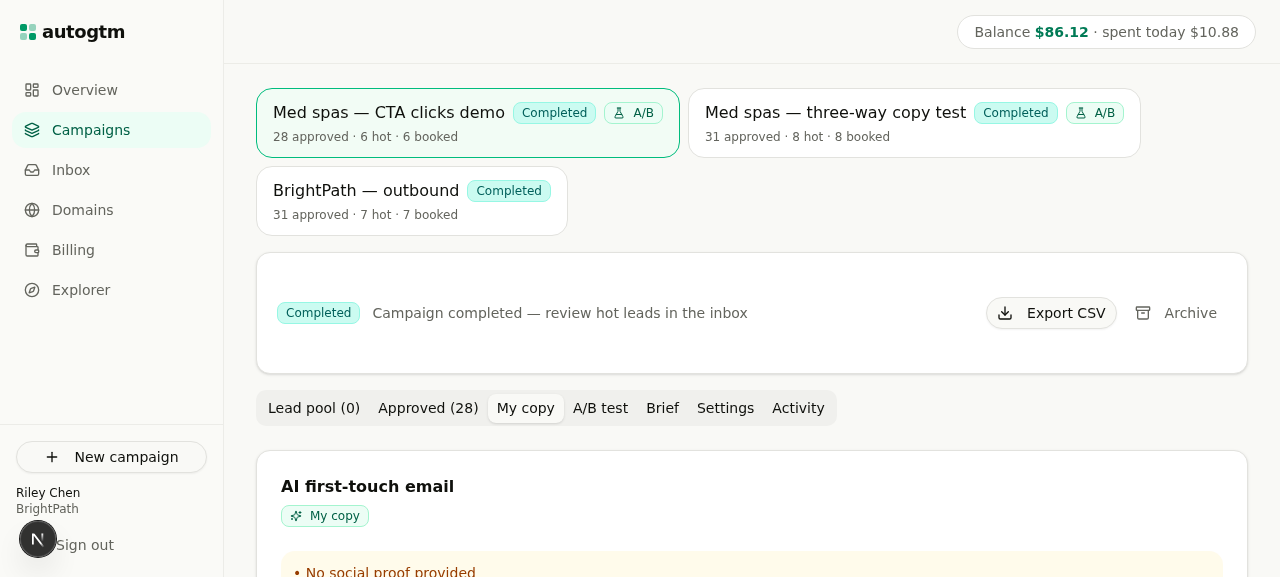 autogtm
Balance $86.12 · spent today $10.88
Overview
Campaigns
Inbox
Domains
Billing
Explorer
Med spas — CTA clicks demo Completed A/B
28 approved · 6 hot · 6 booked
Med spas — three-way copy test Completed A/B
31 approved · 8 hot · 8 booked
BrightPath — outbound Completed
31 approved · 7 hot · 7 booked
Completed Campaign completed — review hot leads in the inbox Export CSV Archive
Lead pool (0) Approved (28) My copy A/B test Brief Settings Activity
AI first-touch email
My copy
• No social proof provided
New campaign
Riley Chen
BrightPath
N
Sign out